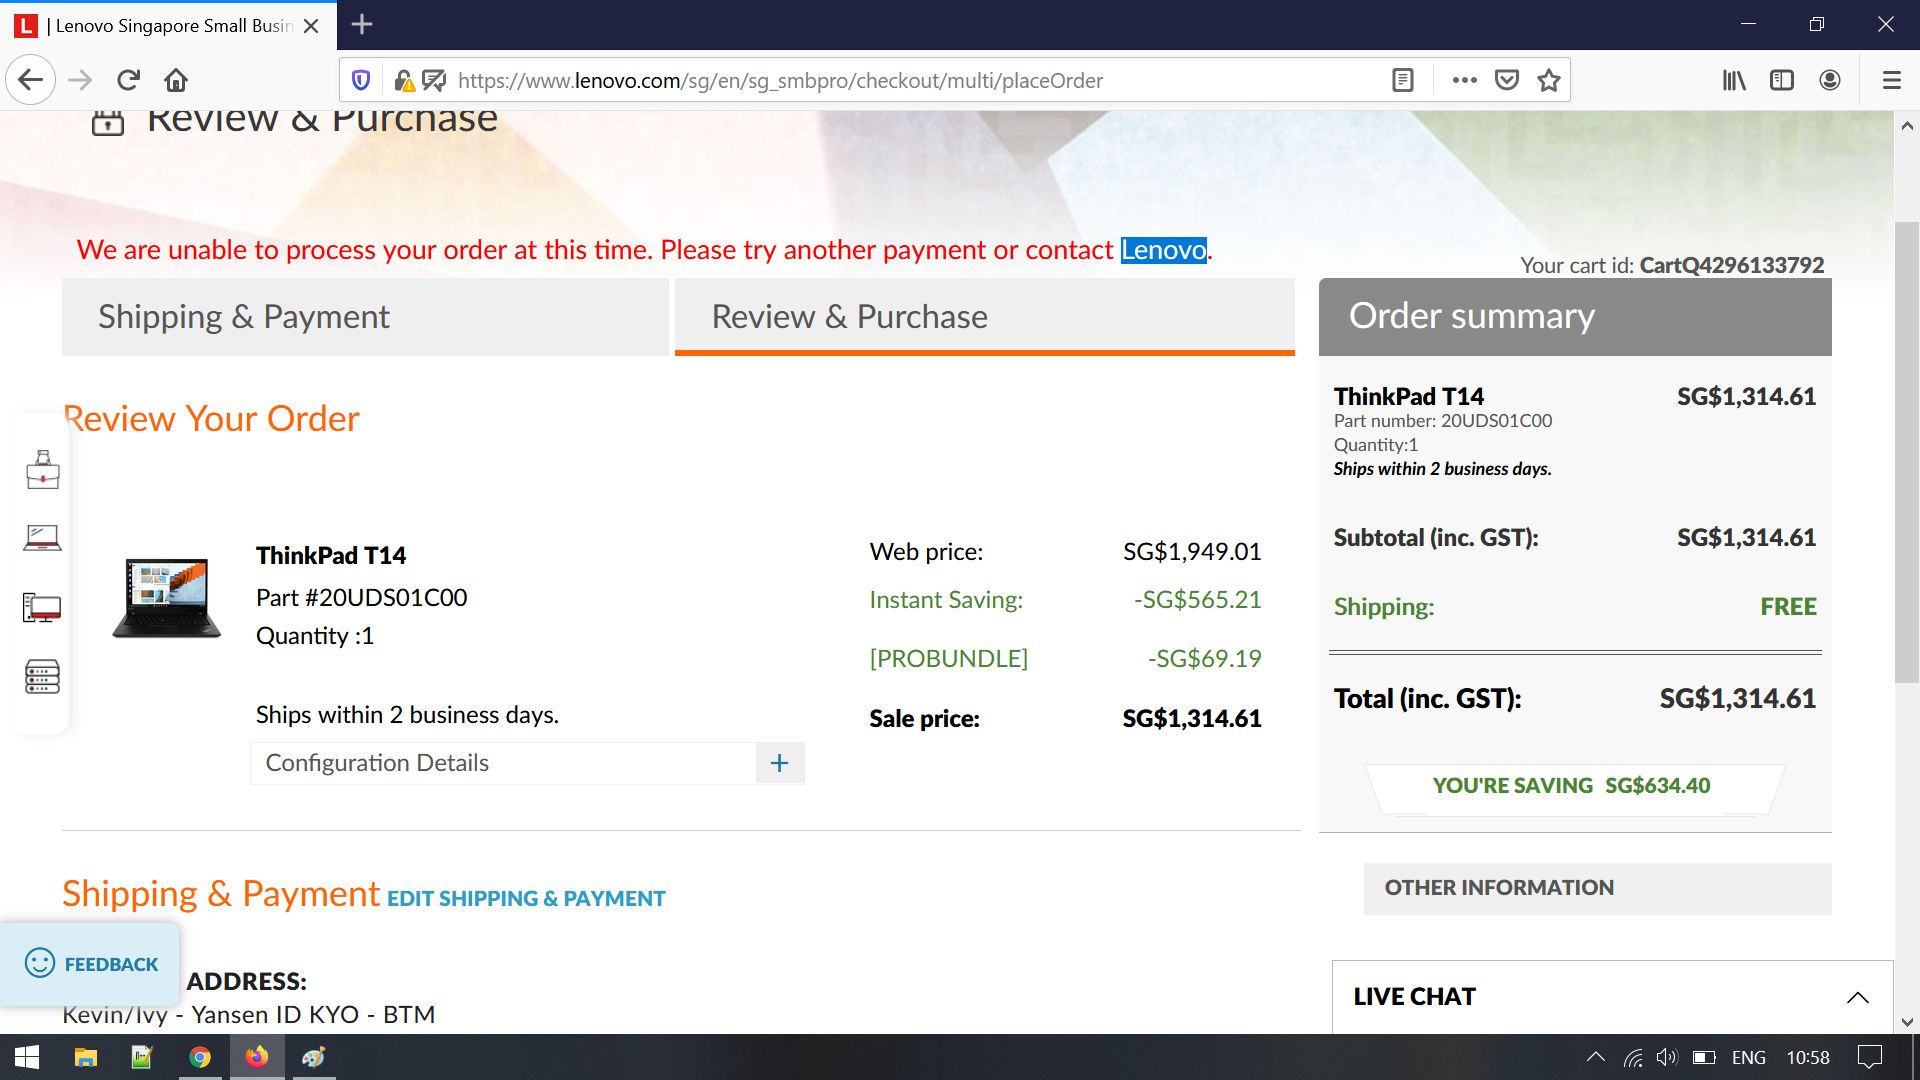 | Lenovo Singapore Small Busin
https://www.lenovo.com/sg/en/sg_smbpro/checkout/multi/placeOrder
Review & Purchase
We are unable to process your order at this time. Please try another payment or contact Lenovo.
Your cart id: CartQ4296133792
Shipping & Payment
Review & Purchase
Order summary
Review Your Order
ThinkPad T14 SG$1,314.61
Part number: 20UDS01C00
Quantity:1
Ships within 2 business days.
Subtotal (inc. GST): SG$1,314.61
Shipping: FREE
Total (inc. GST): SG$1,314.61
YOU'RE SAVING SG$634.40
ThinkPad T14
Part #20UDS01C00
Quantity :1
Ships within 2 business days.
Configuration Details +
Web price: SG$1,949.01
Instant Saving: -SG$565.21
[PROBUNDLE] -SG$69.19
Sale price: SG$1,314.61
Shipping & Payment EDIT SHIPPING & PAYMENT
OTHER INFORMATION
FEEDBACK
ADDRESS:
Kevin/Ivy - Yansen ID KYO - BTM
LIVE CHAT
ENG 10:58